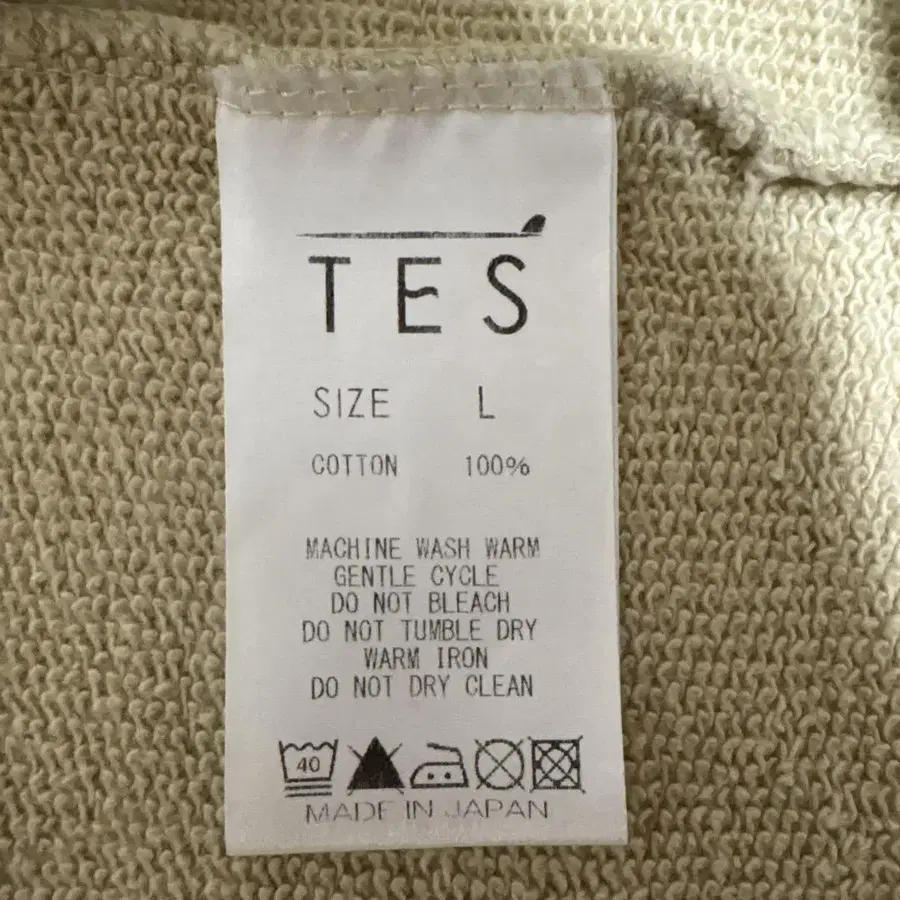 TES
SIZE L
COTTON 100%
MACHINE WASH WARM
GENTLE CYCLE
DO NOT BLEACH
DO NOT TUMBLE DRY
WARM IRON
DO NOT DRY CLEAN
40
MADE IN JAPAN